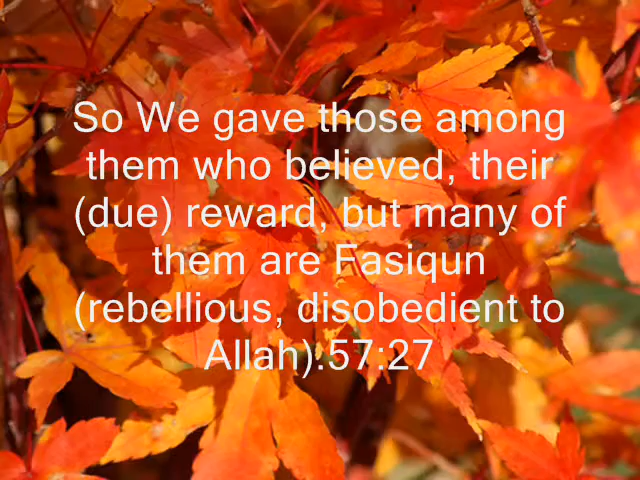 So We gave those among
them who believed, their
(due) reward, but many of
them are Fasiqun
(rebellious, disobedient to
Allah).57:27